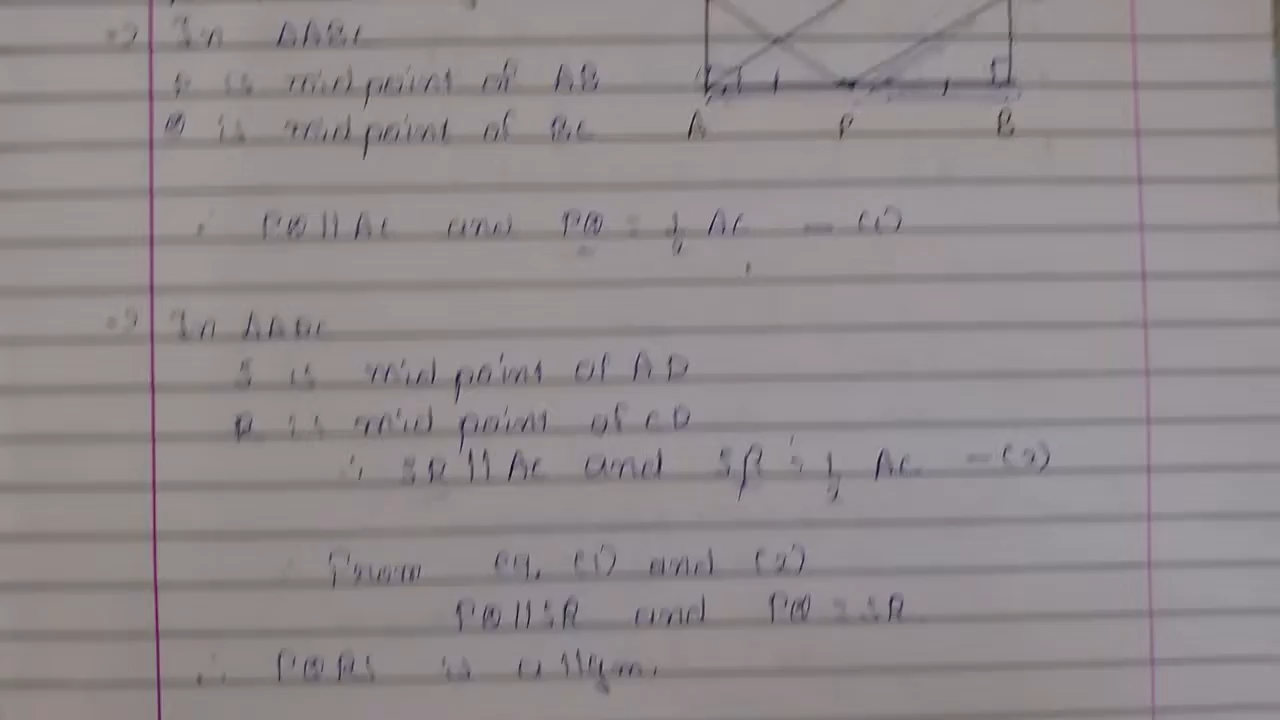 => In ΔABC
P is mid point of AB
Q is mid point of BC
A P B
∴ PQ || AC and PQ = 1/2 AC — (1)
=> In ΔADC
S is mid point of AD
R is mid point of CD
∴ SR || AC and SR = 1/2 AC — (2)
From eq. (1) and (2)
PQ || SR and PQ = SR
∴ PQRS is a ||gm.